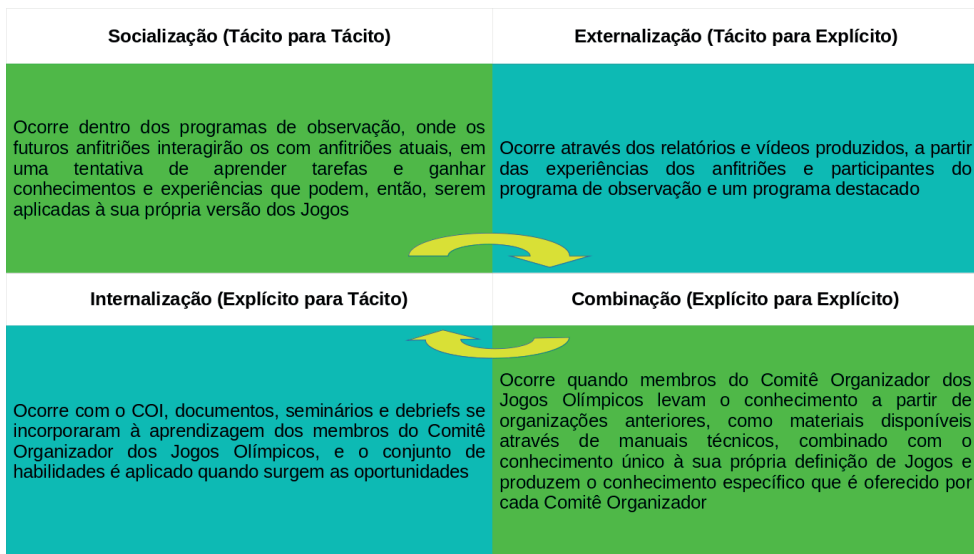 Socialização (Tácito para Tácito)
Externalização (Tácito para Explícito)
Ocorre dentro dos programas de observação, onde os
futuros anfitriões interagirão os com anfitriões atuais, em
uma tentativa de aprender tarefas e ganhar
conhecimentos e experiências que podem, então, serem
aplicadas à sua própria versão dos Jogos
Ocorre através dos relatórios e vídeos produzidos, a partir
das experiências dos anfitriões e participantes do
programa de observação e um programa destacado
Internalização (Explícito para Tácito)
Combinação (Explícito para Explícito)
Ocorre com o COI, documentos, seminários e debriefs se
incorporaram à aprendizagem dos membros do Comitê
Organizador dos Jogos Olímpicos, e o conjunto de
habilidades é aplicado quando surgem as oportunidades
Ocorre quando membros do Comitê Organizador dos
Jogos Olímpicos levam o conhecimento a partir de
organizações anteriores, como materiais disponíveis
através de manuais técnicos, combinado com o
conhecimento único à sua própria definição de Jogos e
produzem o conhecimento específico que é oferecido por
cada Comitê Organizador